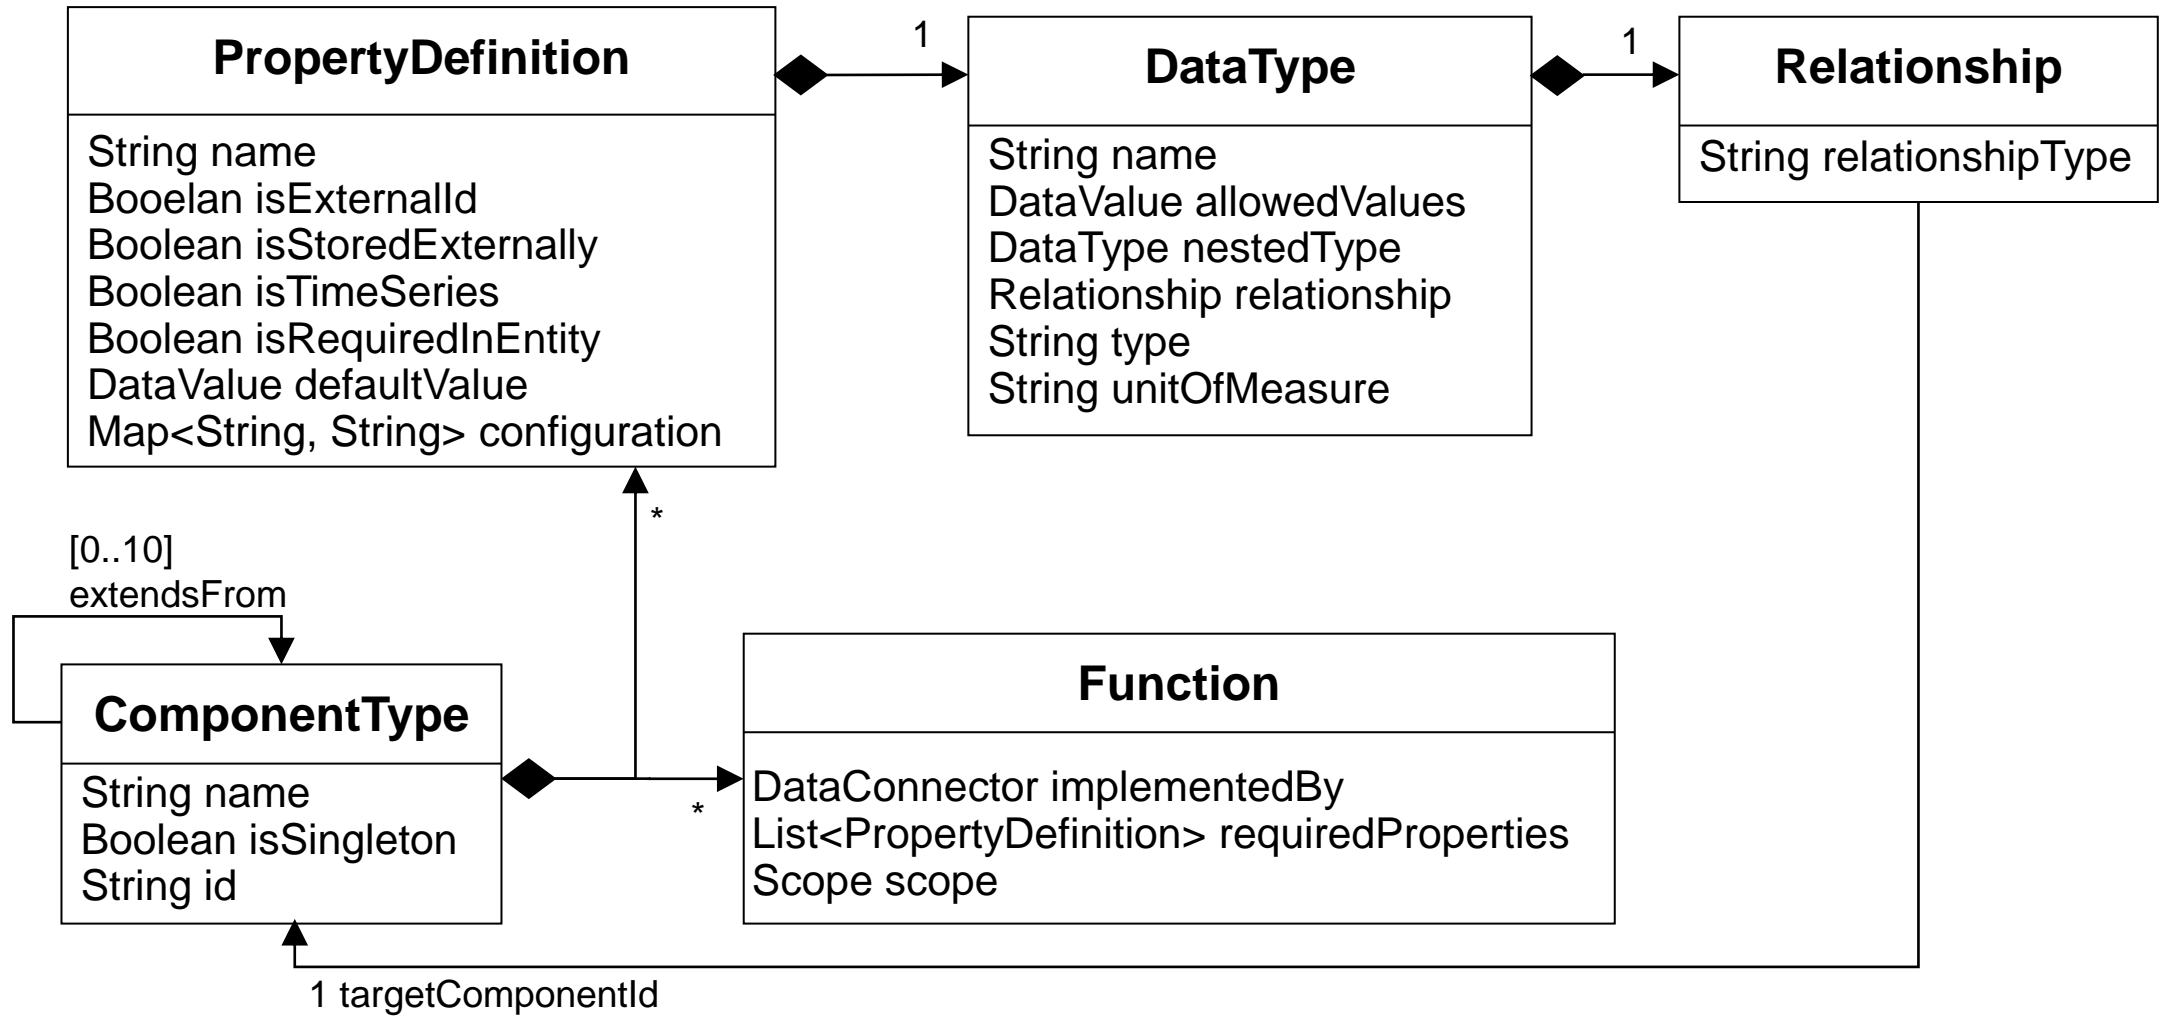 PropertyDefinition
String name
Booelan isExternalId
Boolean isStoredExternally
Boolean isTimeSeries
Boolean isRequiredInEntity
DataValue defaultValue
Map<String, String> configuration
1
DataType
String name
DataValue allowedValues
DataType nestedType
Relationship relationship
String type
String unitOfMeasure
1
Relationship
String relationshipType
*
[0..10]
extendsFrom
ComponentType
String name
Boolean isSingleton
String id
*
Function
DataConnector implementedBy
List<PropertyDefinition> requiredProperties
Scope scope
1 targetComponentId